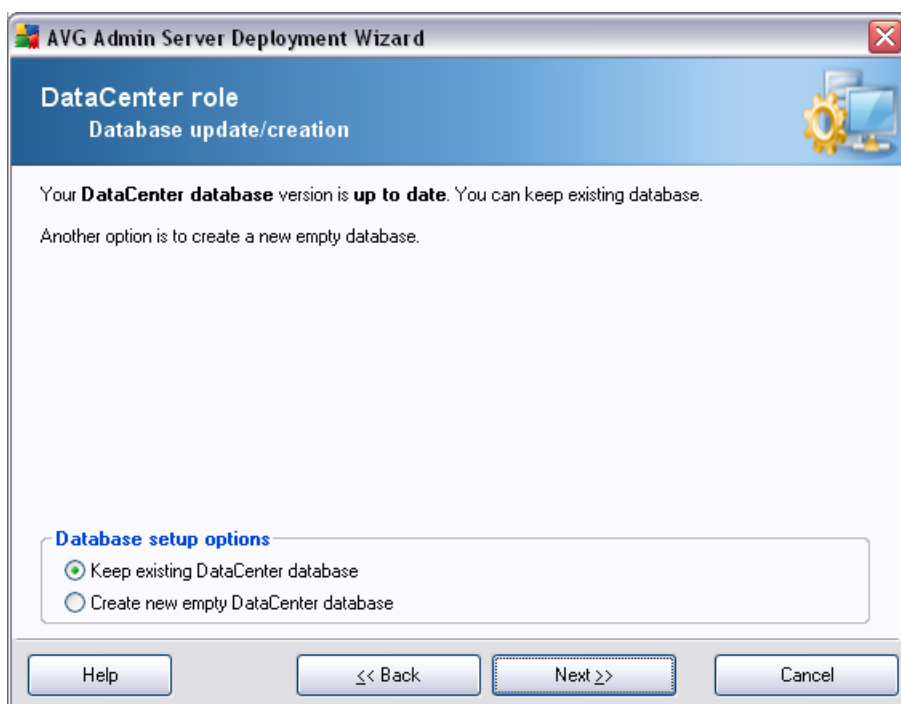 AVG Admin Server Deployment Wizard
DataCenter role
Database update/creation
Your DataCenter database version is up to date. You can keep existing database.
Another option is to create a new empty database.
Database setup options
Keep existing DataCenter database
Create new empty DataCenter database
Help
<< Back
Next >>
Cancel